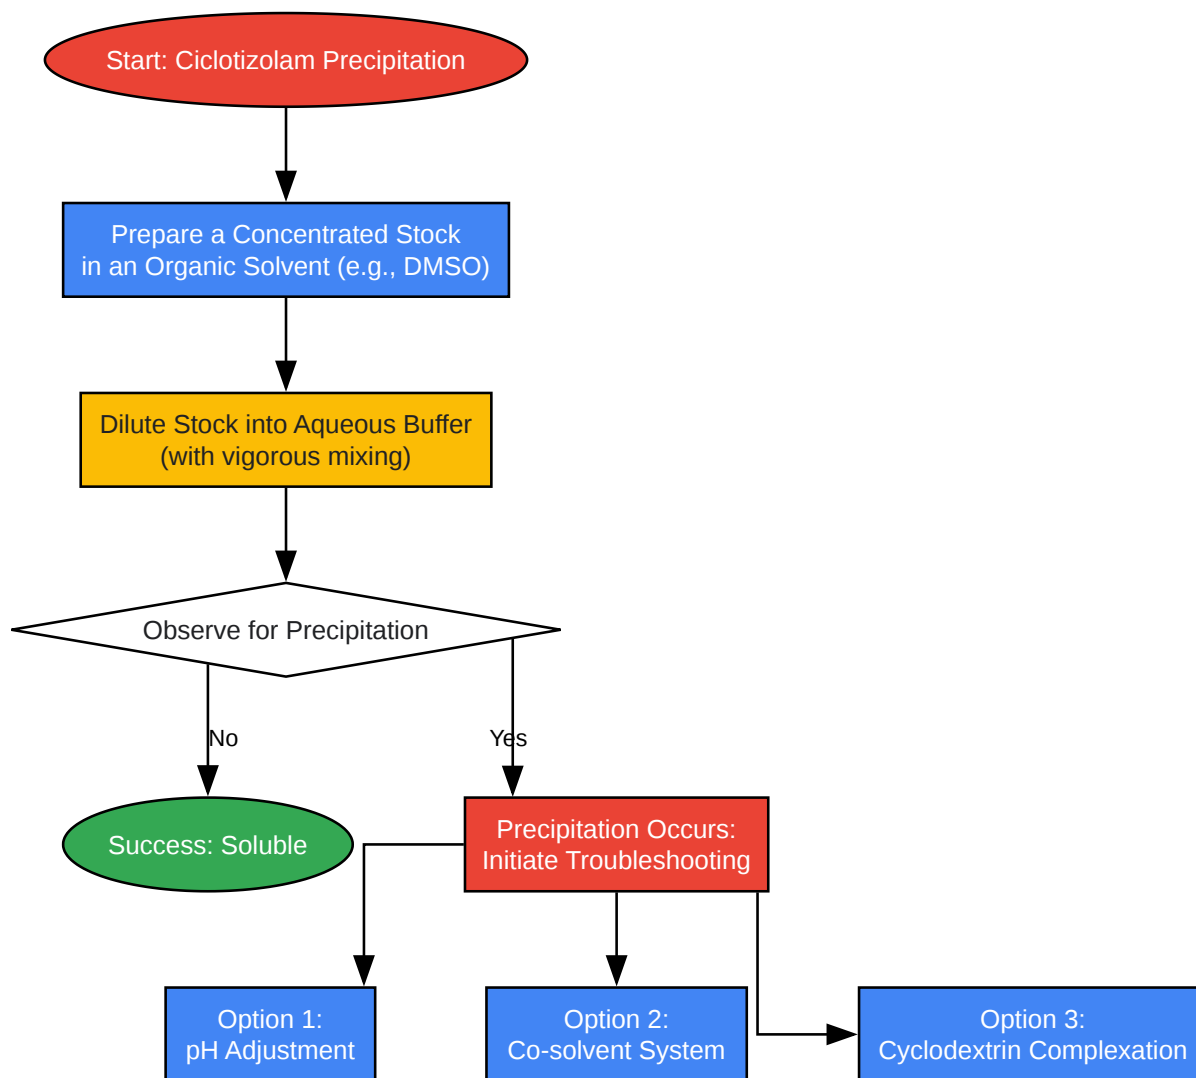 Start: Ciclotizolam Precipitation
Prepare a Concentrated Stock
in an Organic Solvent (e.g., DMSO)
Dilute Stock into Aqueous Buffer
(with vigorous mixing)
Observe for Precipitation
No
Yes
Success: Soluble
Precipitation Occurs:
Initiate Troubleshooting
Option 1:
pH Adjustment
Option 2:
Co-solvent System
Option 3:
Cyclodextrin Complexation